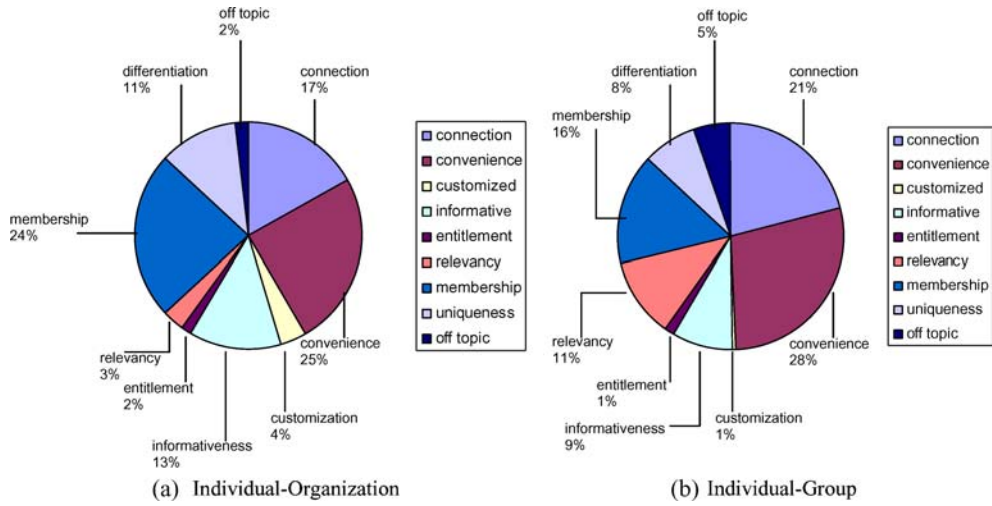 off topic
2%
differentiation
11%
connection
17%
membership
24%
relevancy
3%
entitlement
2%
informativeness
13%
customization
4%
convenience
25%
connection
convenience
customized
informative
entitlement
relevancy
membership
uniqueness
off topic
(a) Individual-Organization
off topic
5%
differentiation
8%
connection
21%
membership
16%
relevancy
11%
entitlement
1%
informativeness
9%
customization
1%
convenience
28%
connection
convenience
customized
informative
entitlement
relevancy
membership
uniqueness
off topic
(b) Individual-Group